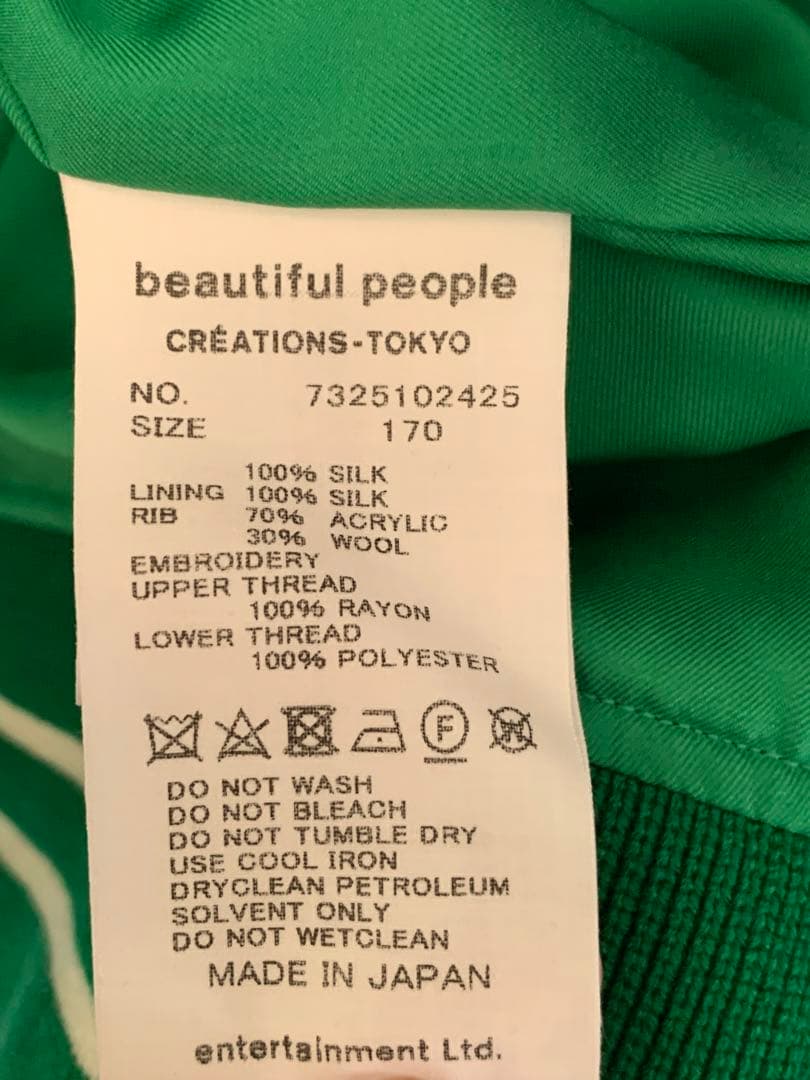 beautiful people
CRÉATIONS-TOKYO
NO. 7325102425
SIZE 170
100% SILK
LINING 100% SILK
RIB 70% ACRYLIC
30% WOOL
EMBROIDERY
UPPER THREAD
100% RAYON
LOWER THREAD
100% POLYESTER
F W
DO NOT WASH
DO NOT BLEACH
DO NOT TUMBLE DRY
USE COOL IRON
DRYCLEAN PETROLEUM
SOLVENT ONLY
DO NOT WETCLEAN
MADE IN JAPAN
entertainment Ltd.